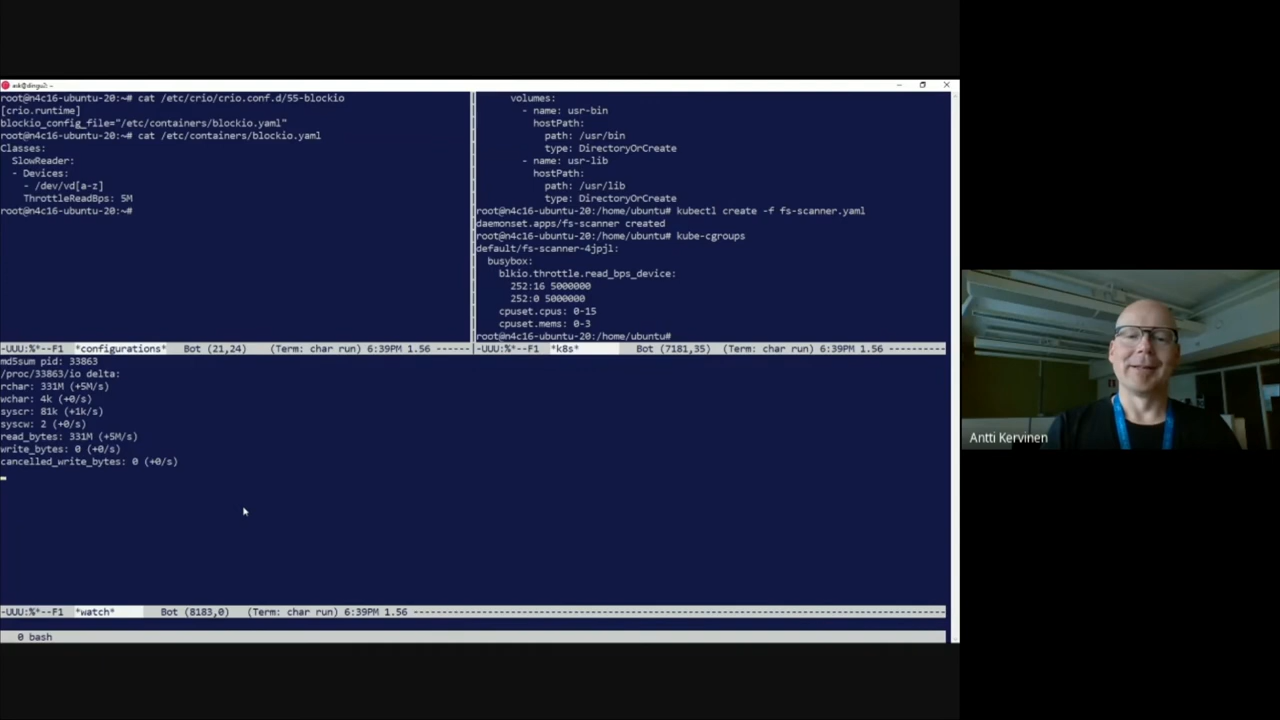 ask@dingu2: ~
root@n4c16-ubuntu-20:~# cat /etc/crio/crio.conf.d/55-blockio
[crio.runtime]
blockio_config_file="/etc/containers/blockio.yaml"
root@n4c16-ubuntu-20:~# cat /etc/containers/blockio.yaml
Classes:
  SlowReader:
  - Devices:
    - /dev/vd[a-z]
    ThrottleReadBps: 5M
root@n4c16-ubuntu-20:~#
-UUU:%*--F1  *configurations*   Bot (21,24)   (Term: char run) 6:39PM 1.56 ------
      volumes:
        - name: usr-bin
          hostPath:
            path: /usr/bin
            type: DirectoryOrCreate
        - name: usr-lib
          hostPath:
            path: /usr/lib
            type: DirectoryOrCreate
root@n4c16-ubuntu-20:/home/ubuntu# kubectl create -f fs-scanner.yaml
daemonset.apps/fs-scanner created
root@n4c16-ubuntu-20:/home/ubuntu# kube-cgroups
default/fs-scanner-4jpjl:
  busybox:
    blkio.throttle.read_bps_device:
      252:16 5000000
      252:0 5000000
    cpuset.cpus: 0-15
    cpuset.mems: 0-3
root@n4c16-ubuntu-20:/home/ubuntu#
-UUU:%*--F1  *k8s*          Bot (7181,35)  (Term: char run) 6:39PM 1.56 ----------
md5sum pid: 33863
/proc/33863/io delta:
rchar: 331M (+5M/s)
wchar: 4k (+0/s)
syscr: 81k (+1k/s)
syscw: 2 (+0/s)
read_bytes: 331M (+5M/s)
write_bytes: 0 (+0/s)
cancelled_write_bytes: 0 (+0/s)
-UUU:%*--F1  *watch*        Bot (8183,0)   (Term: char run) 6:39PM 1.56 ----------------------------------------------------------------
0 bash
Antti Kervinen